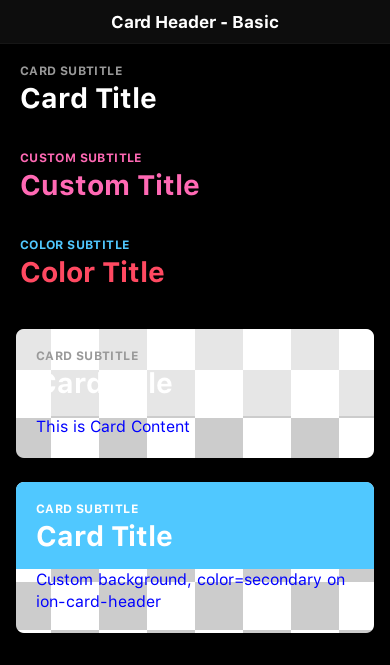 Card Header - Basic
CARD SUBTITLE
Card Title
CUSTOM SUBTITLE
Custom Title
COLOR SUBTITLE
Color Title
CARD SUBTITLE
Card Title
This is Card Content
CARD SUBTITLE
Card Title
Custom background, color=secondary on
ion-card-header